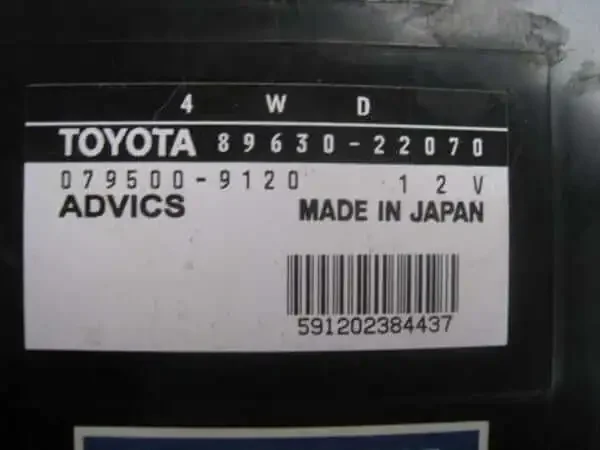 4 W D
TOYOTA 89630-22070
079500-9120 12V
ADVICS MADE IN JAPAN
591202384437